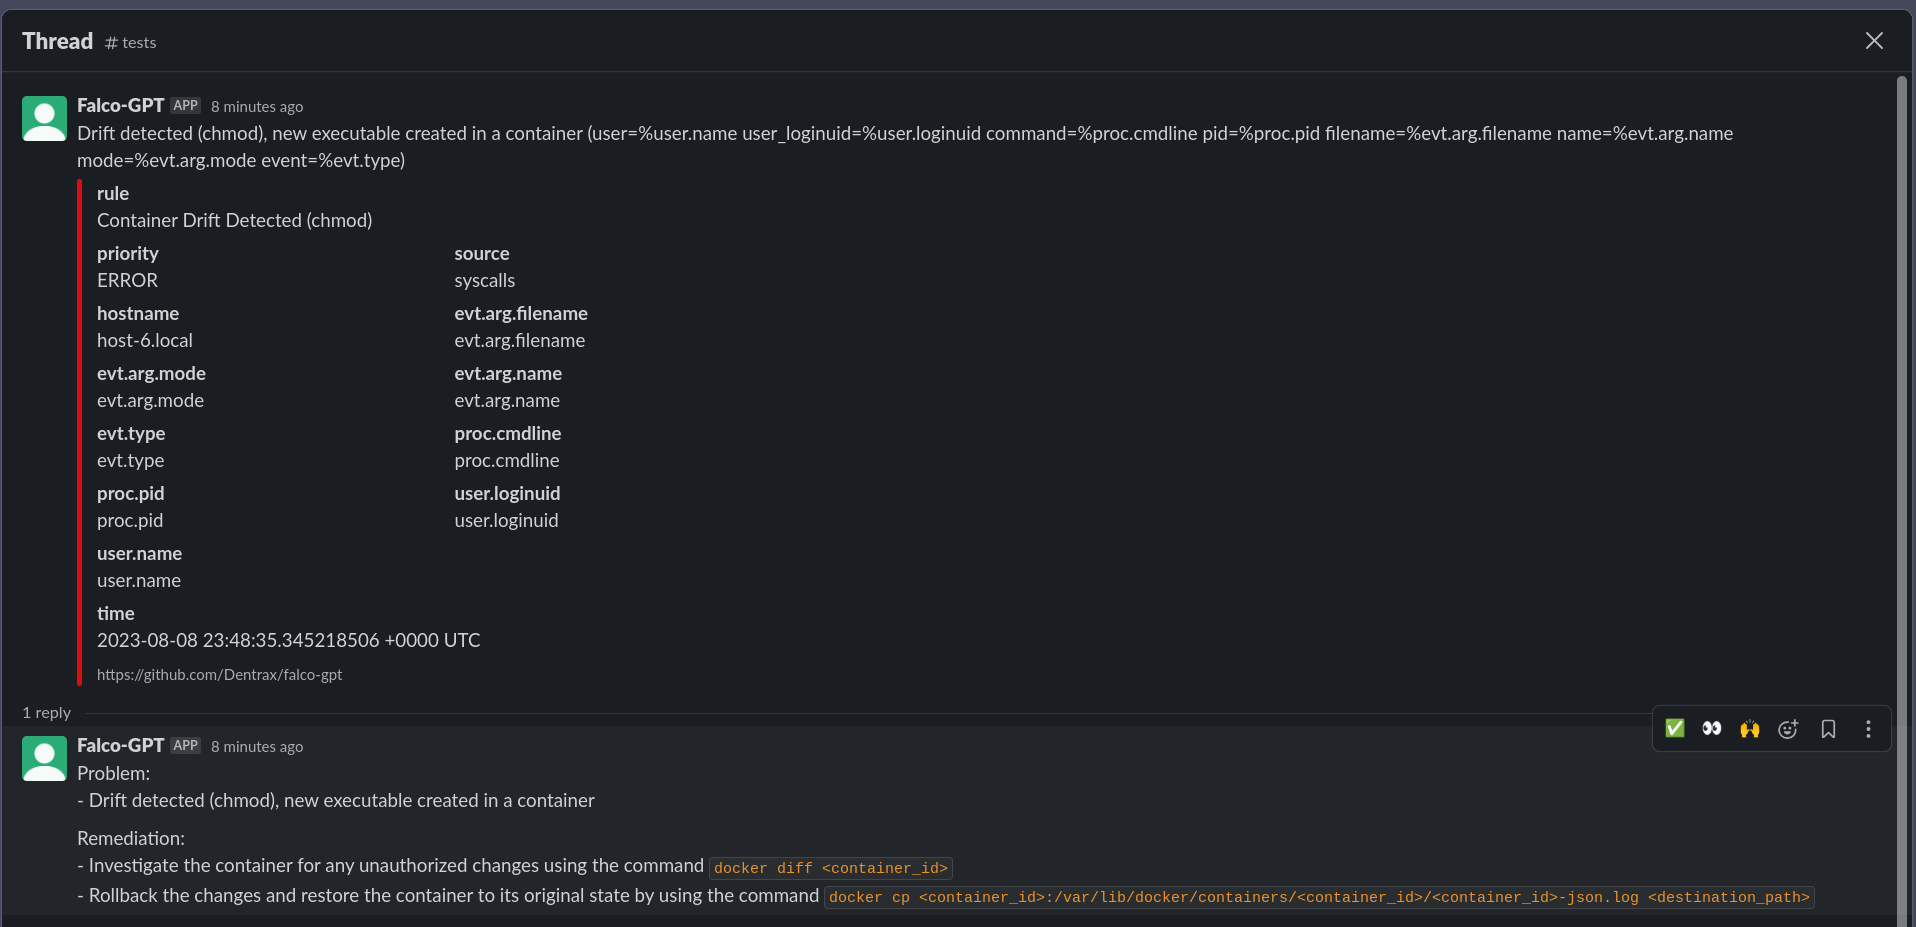 Thread # tests
Falco-GPT APP 8 minutes ago
Drift detected (chmod), new executable created in a container (user=%user.name user_loginuid=%user.loginuid command=%proc.cmdline pid=%proc.pid filename=%evt.arg.filename name=%evt.arg.name
mode=%evt.arg.mode event=%evt.type)
rule
Container Drift Detected (chmod)
priority source
ERROR syscalls
hostname evt.arg.filename
host-6.local evt.arg.filename
evt.arg.mode evt.arg.name
evt.arg.mode evt.arg.name
evt.type proc.cmdline
evt.type proc.cmdline
proc.pid user.loginuid
proc.pid user.loginuid
user.name
user.name
time
2023-08-08 23:48:35.345218506 +0000 UTC
https://github.com/Dentrax/falco-gpt
1 reply
Falco-GPT APP 8 minutes ago
Problem:
- Drift detected (chmod), new executable created in a container
Remediation:
- Investigate the container for any unauthorized changes using the command docker diff <container_id>
- Rollback the changes and restore the container to its original state by using the command docker cp <container_id>:/var/lib/docker/containers/<container_id>/<container_id>-json.log <destination_path>